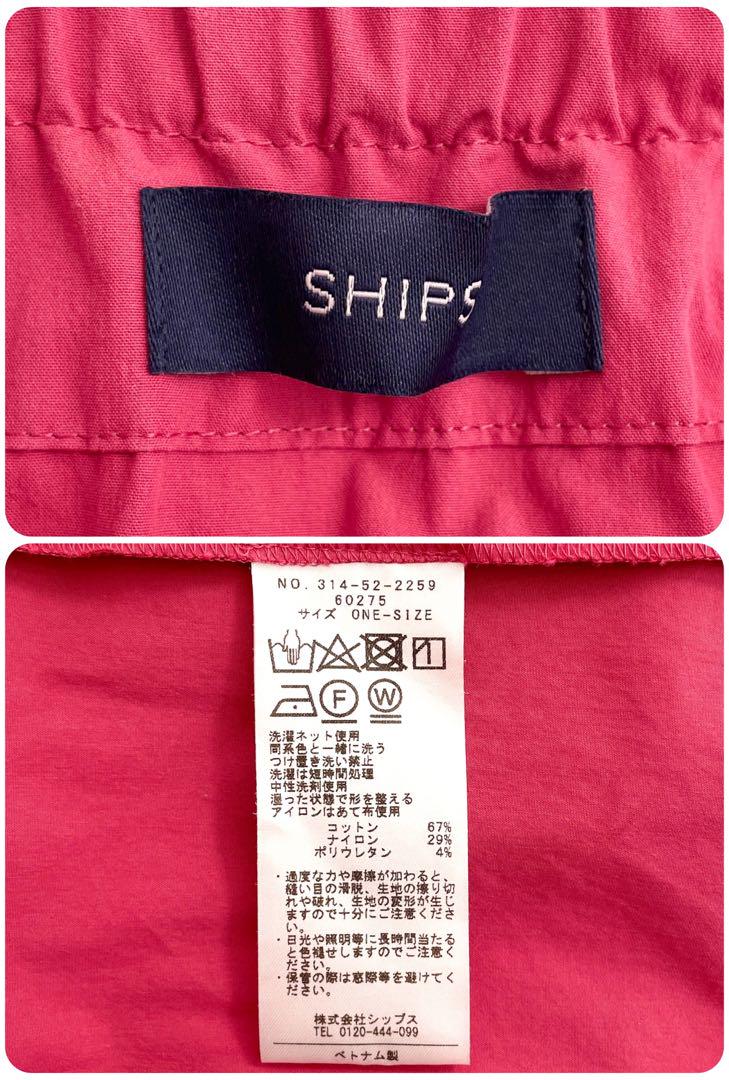 SHIPS
NO. 314-52-2259
60275
サイズ ONE-SIZE
F W
洗濯ネット使用
同系色と一緒に洗う
つけ置き洗い禁止
洗濯は短時間処理
中性洗剤使用
湿った状態で形を整える
アイロンはあて布使用
コットン 67%
ナイロン 29%
ポリウレタン 4%
・過度な力や摩擦が加わると、
縫い目の滑脱、生地の擦り切
れや破れ、生地の変形が生じ
ますので十分にご注意くださ
い。
・日光や照明等に長時間当たる
と色褪せしますのでご注意く
ださい。
・保管の際は窓際等を避けてく
ださい。
株式会社シップス
TEL 0120-444-099
ベトナム製